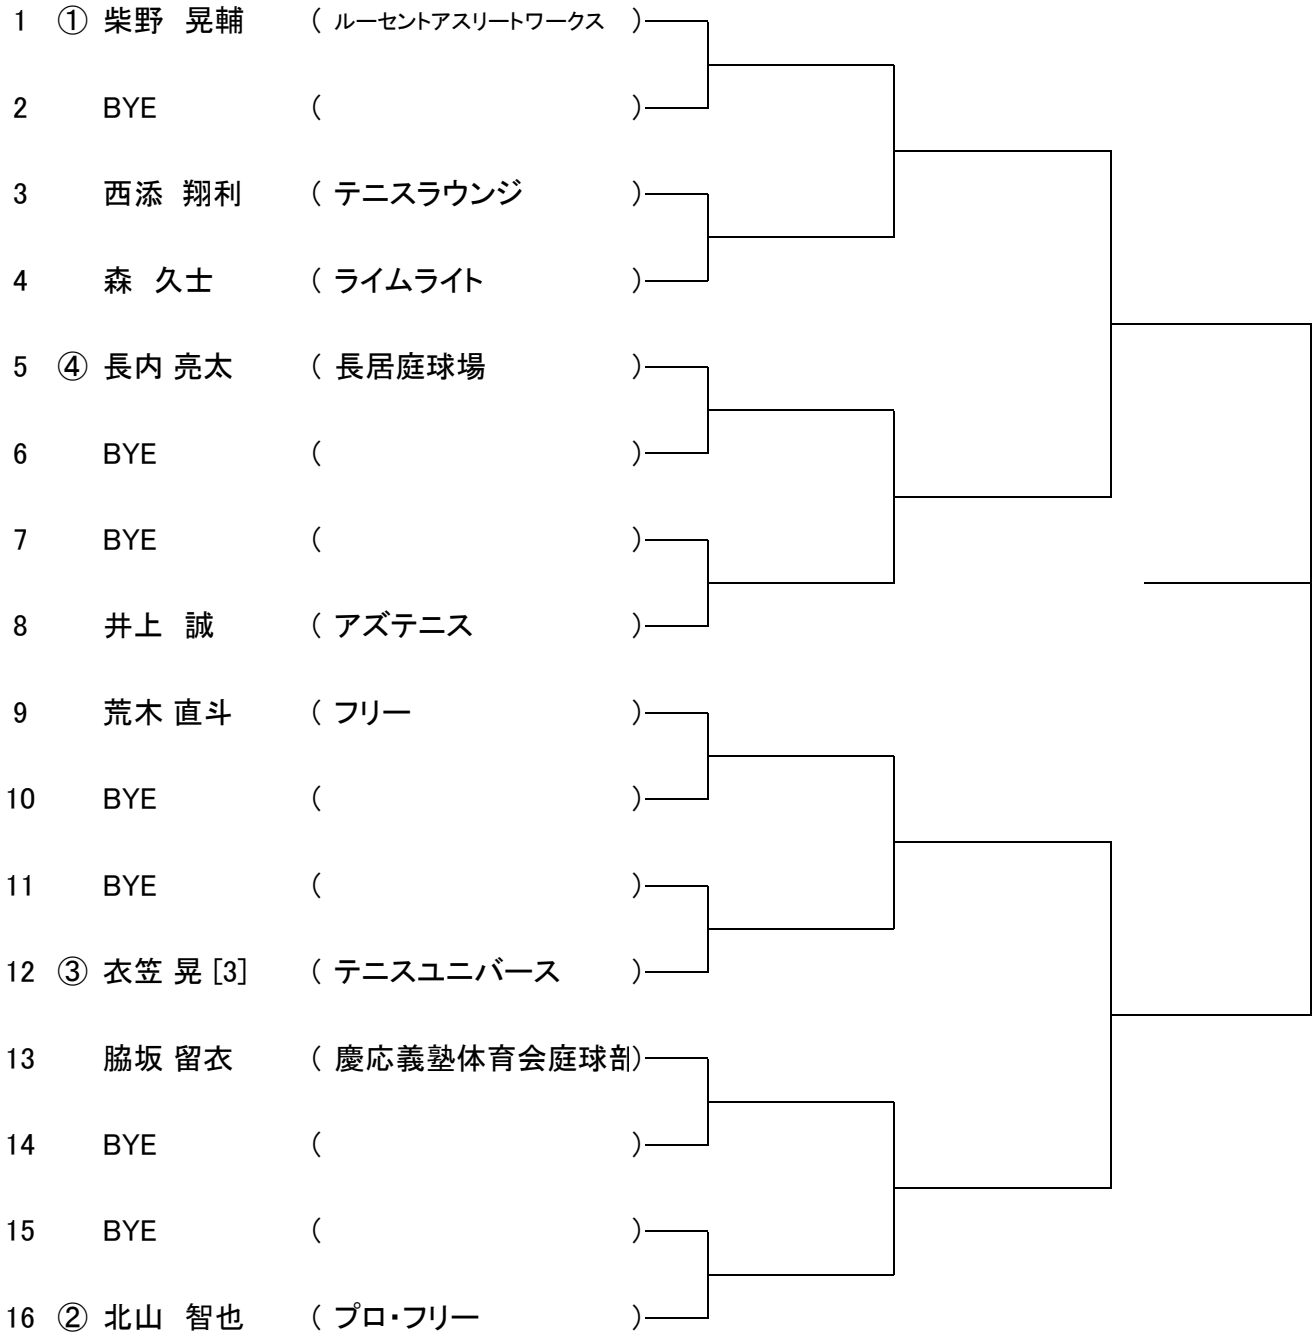 1 ① 柴野 晃輔 ( ルーセントアスリートワークス )
2 BYE ( )
3 西添 翔利 ( テニスラウンジ )
4 森 久士 ( ライムライト )
5 ④ 長内 亮太 ( 長居庭球場 )
6 BYE ( )
7 BYE ( )
8 井上 誠 ( アズテニス )
9 荒木 直斗 ( フリー )
10 BYE ( )
11 BYE ( )
12 ③ 衣笠 晃 [3] ( テニスユニバース )
13 脇坂 留衣 ( 慶応義塾体育会庭球部)
14 BYE ( )
15 BYE ( )
16 ② 北山 智也 ( プロ・フリー )